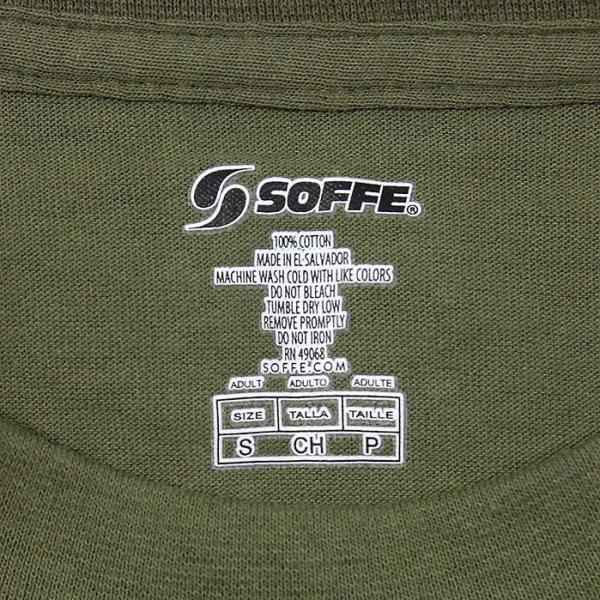 SOFFE®
100% COTTON
MADE IN EL SALVADOR
MACHINE WASH COLD WITH LIKE COLORS
DO NOT BLEACH
TUMBLE DRY LOW
REMOVE PROMPTLY
DO NOT IRON
RN 49068
SOFFE.COM
ADULT ADULTO ADULTE
SIZE TALLA TAILLE
S CH P